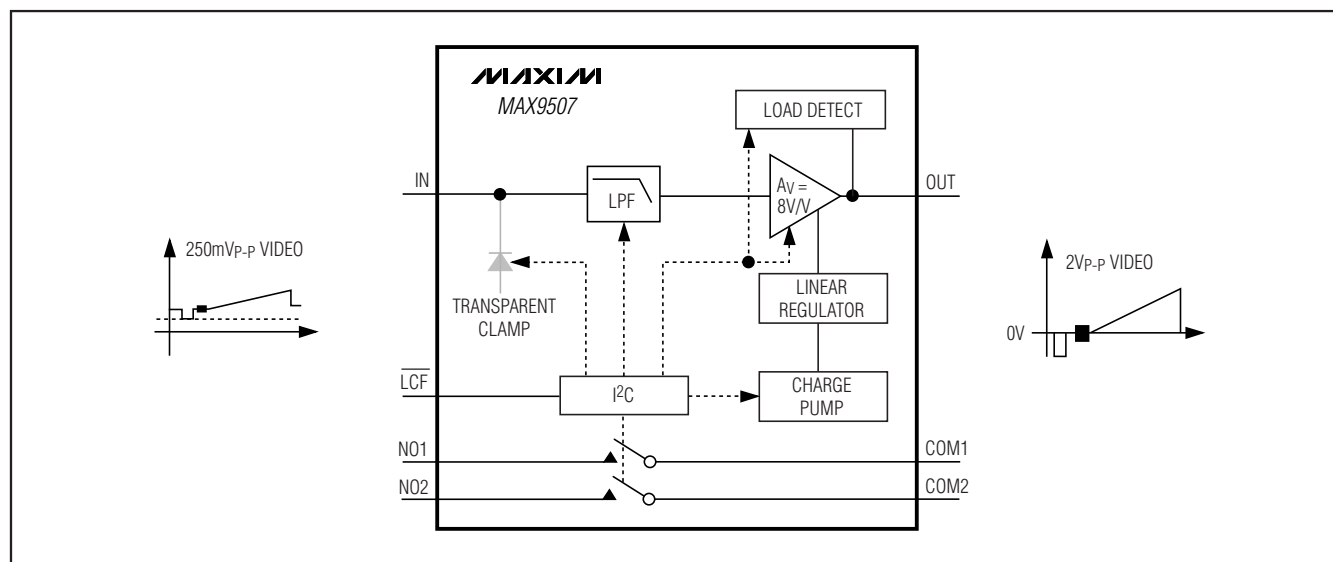 MAXIM
MAX9507
LOAD DETECT
IN
LPF
AV =
8V/V
OUT
250mVP-P VIDEO
TRANSPARENT
CLAMP
LINEAR
REGULATOR
2VP-P VIDEO
0V
LCF
I²C
CHARGE
PUMP
NO1
COM1
NO2
COM2